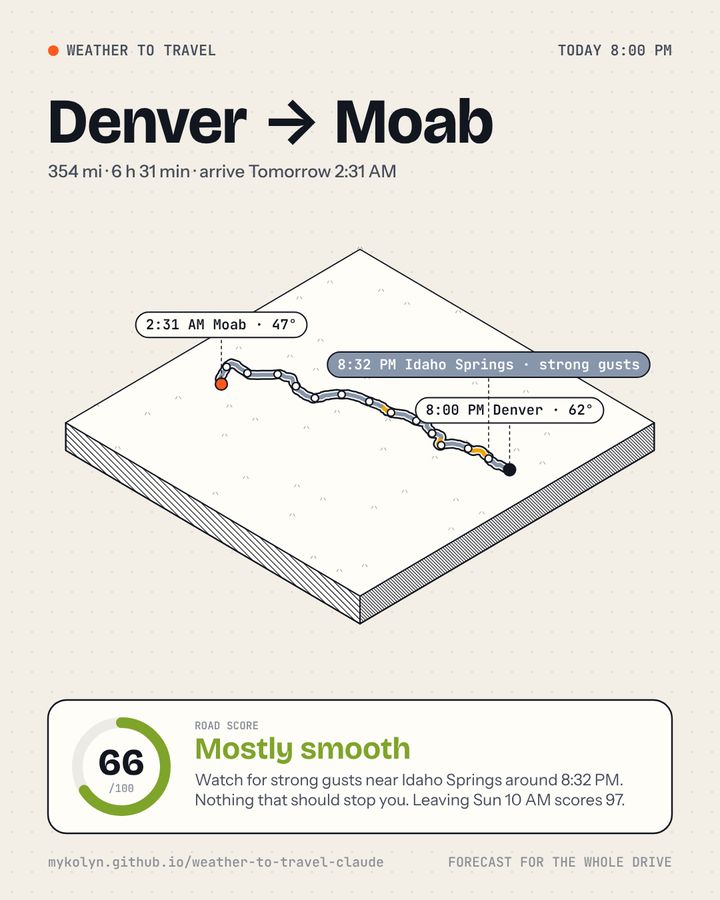 WEATHER TO TRAVEL
TODAY 8:00 PM
Denver → Moab
354 mi · 6 h 31 min · arrive Tomorrow 2:31 AM
2:31 AM Moab · 47°
8:32 PM Idaho Springs · strong gusts
8:00 PM Denver · 62°
66
/100
ROAD SCORE
Mostly smooth
Watch for strong gusts near Idaho Springs around 8:32 PM.
Nothing that should stop you. Leaving Sun 10 AM scores 97.
mykolyn.github.io/weather-to-travel-claude
FORECAST FOR THE WHOLE DRIVE